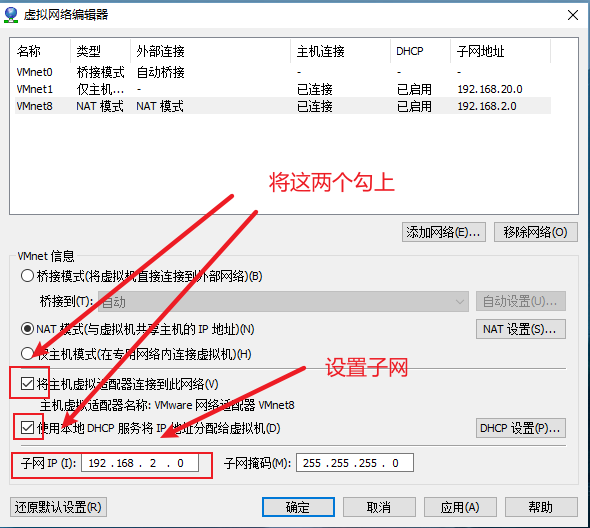 虚拟网络编辑器
名称 类型 外部连接 主机连接 DHCP 子网地址
VMnet0 桥接模式 自动桥接 - - -
VMnet1 仅主机... - 已连接 已启用 192.168.20.0
VMnet8 NAT 模式 NAT 模式 已连接 已启用 192.168.2.0
将这两个勾上
添加网络(E)... 移除网络(O)
VMnet 信息
桥接模式(将虚拟机直接连接到外部网络)(B)
桥接到(T): 自动 自动设置(U)...
NAT 模式(与虚拟机共享主机的 IP 地址)(N) NAT 设置(S)...
仅主机模式(在专用网络内连接虚拟机)(H)
设置子网
将主机虚拟适配器连接到此网络(V)
主机虚拟适配器名称: VMware 网络适配器 VMnet8
使用本地 DHCP 服务将 IP 地址分配给虚拟机(D) DHCP 设置(P)...
子网 IP (I): 192 .168 . 2 . 0 子网掩码(M): 255 .255 .255 . 0
还原默认设置(R) 确定 取消 应用(A) 帮助